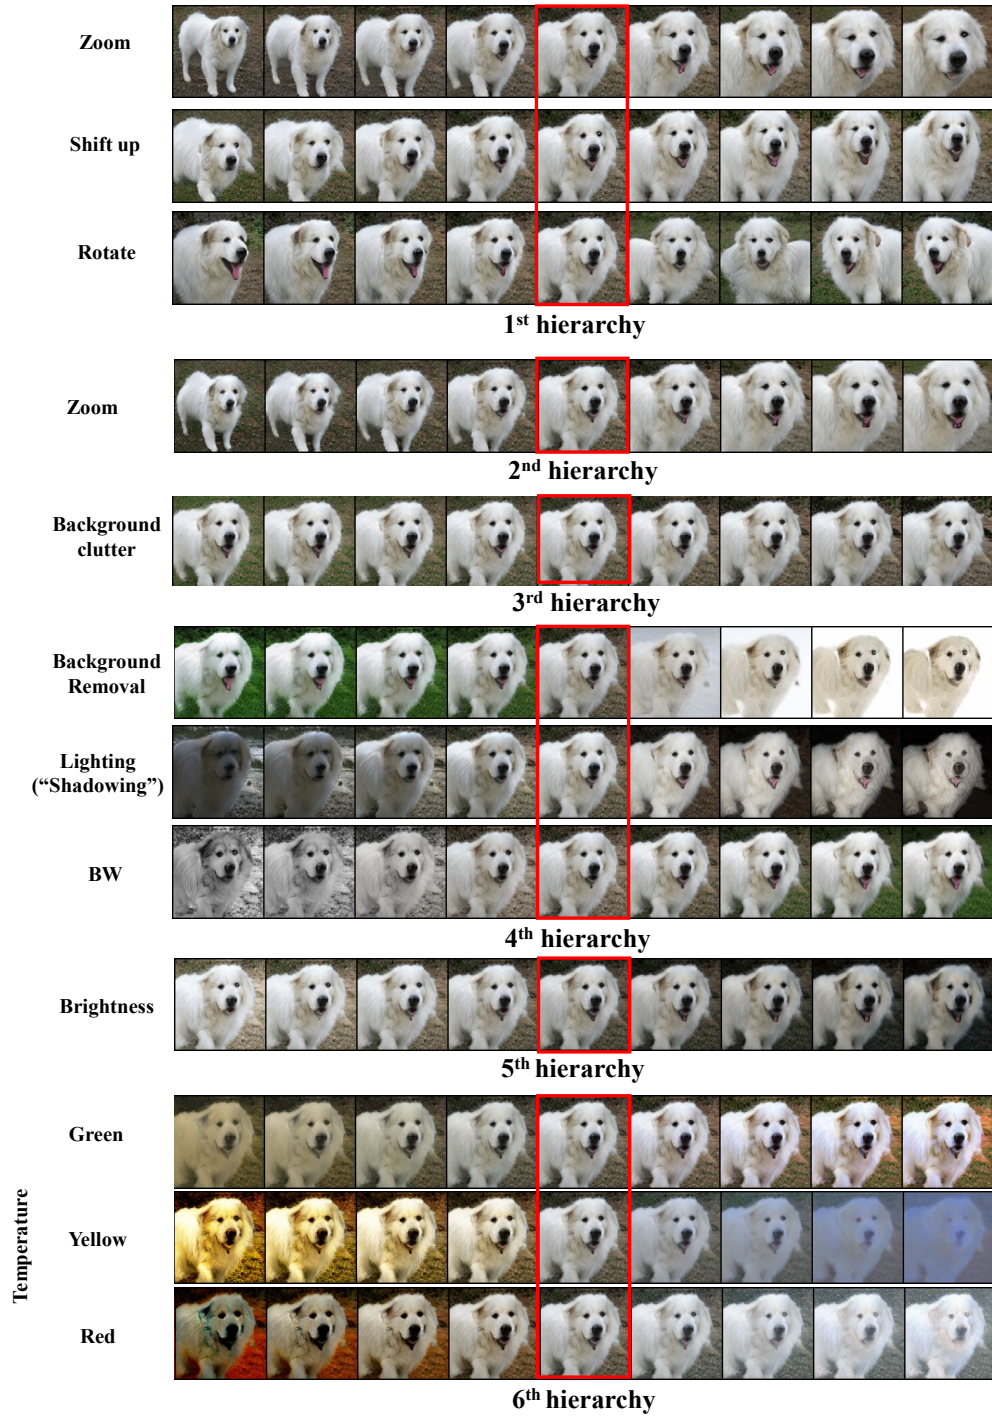 Zoom
Shift up
Rotate
1st hierarchy
Zoom
2nd hierarchy
Background
clutter
3rd hierarchy
Background
Removal
Lighting
(“Shadowing”)
BW
4th hierarchy
Brightness
5th hierarchy
Temperature
Green
Yellow
Red
6th hierarchy